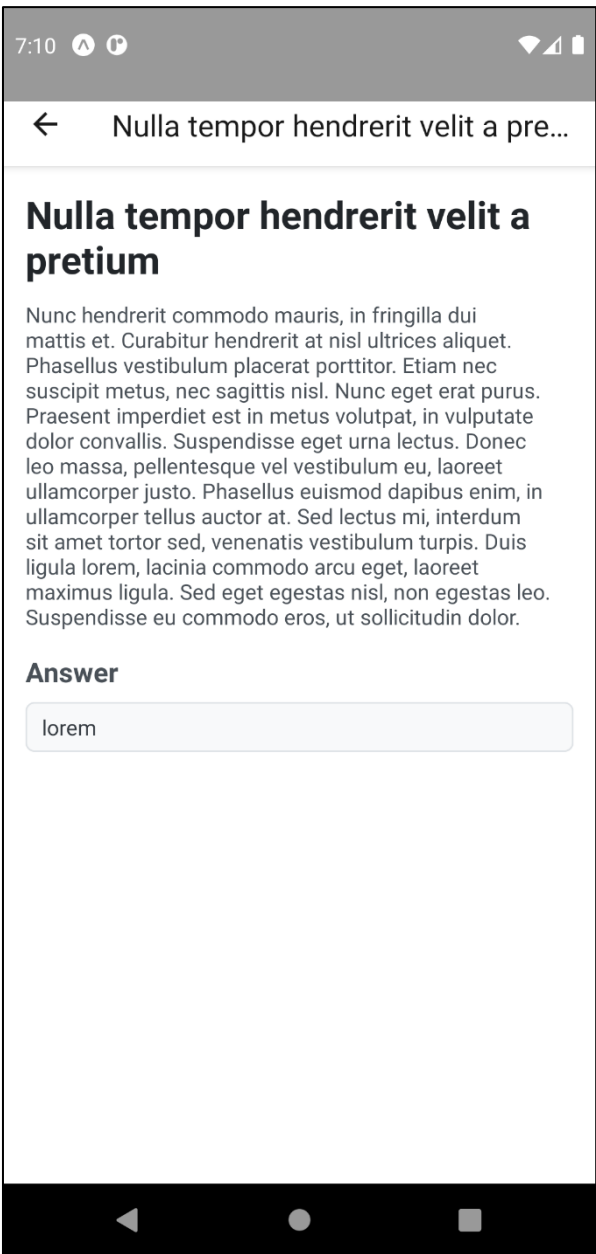 7:10
Nulla tempor hendrerit velit a pre...
Nulla tempor hendrerit velit a
pretium
Nunc hendrerit commodo mauris, in fringilla dui
mattis et. Curabitur hendrerit at nisl ultrices aliquet.
Phasellus vestibulum placerat porttitor. Etiam nec
suscipit metus, nec sagittis nisl. Nunc eget erat purus.
Praesent imperdiet est in metus volutpat, in vulputate
dolor convallis. Suspendisse eget urna lectus. Donec
leo massa, pellentesque vel vestibulum eu, laoreet
ullamcorper justo. Phasellus euismod dapibus enim, in
ullamcorper tellus auctor at. Sed lectus mi, interdum
sit amet tortor sed, venenatis vestibulum turpis. Duis
ligula lorem, lacinia commodo arcu eget, laoreet
maximus ligula. Sed eget egestas nisl, non egestas leo.
Suspendisse eu commodo eros, ut sollicitudin dolor.
Answer
lorem